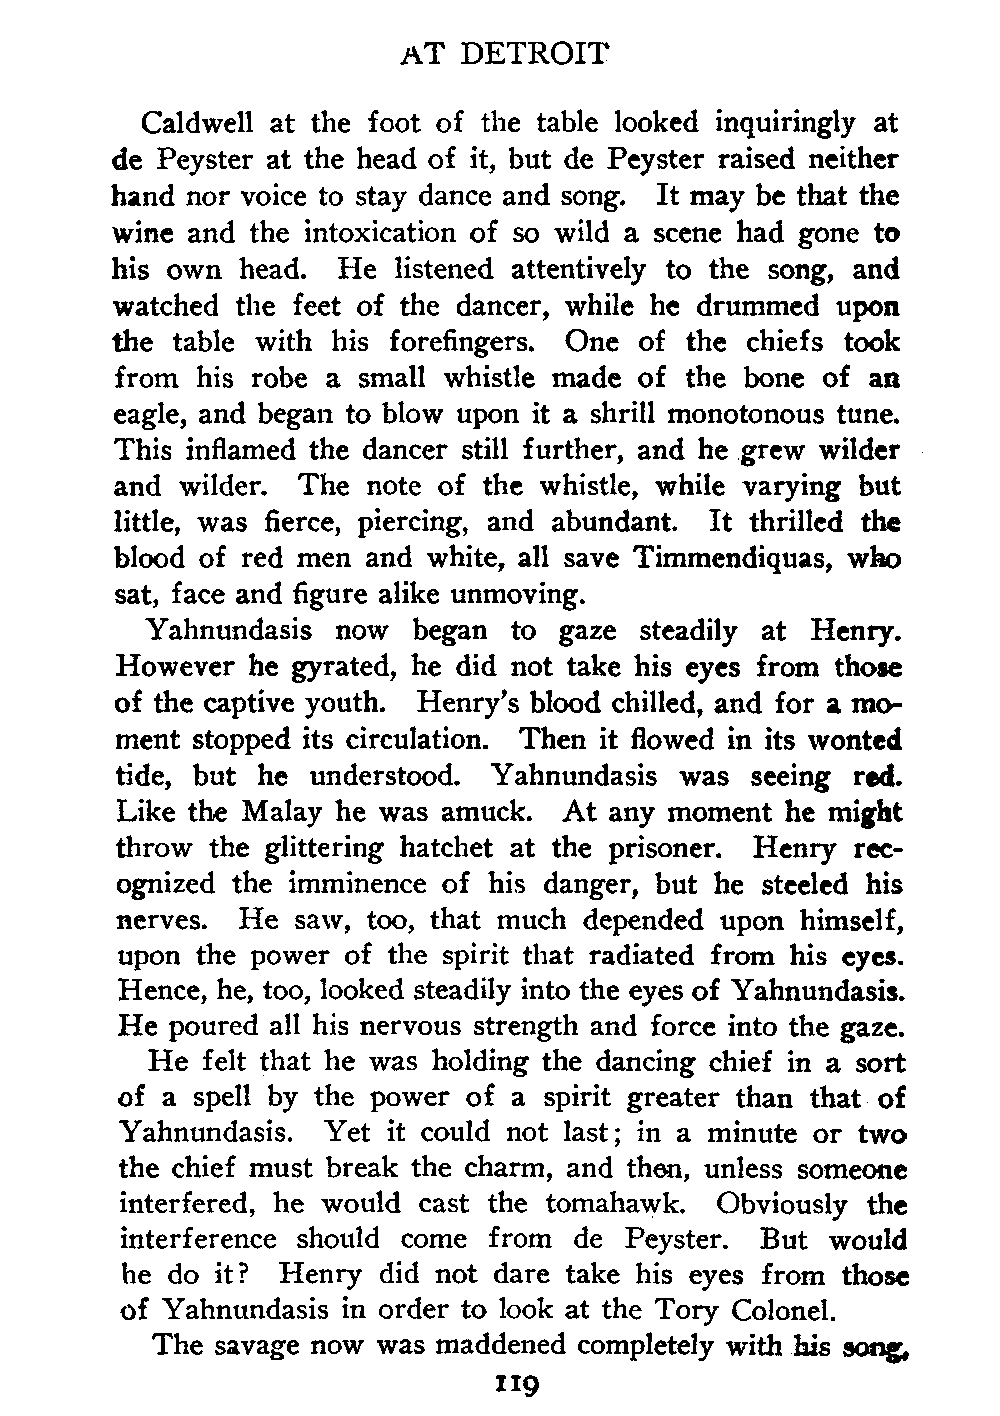 AT DETROIT
Caldwell at the foot of the table looked inquiringly at
de Peyster at the head of it, but de Peyster raised neither
hand nor voice to stay dance and song. It may be that the
wine and the intoxication of so wild a scene had gone to
his own head. He listened attentively to the song, and
watched the feet of the dancer, while he drummed upon
the table with his forefingers. One of the chiefs took
from his robe a small whistle made of the bone of an
eagle, and began to blow upon it a shrill monotonous tune.
This inflamed the dancer still further, and he grew wilder
and wilder. The note of the whistle, while varying but
little, was fierce, piercing, and abundant. It thrilled the
blood of red men and white, all save Timmendiquas, who
sat, face and figure alike unmoving.
Yahnundasis now began to gaze steadily at Henry.
However he gyrated, he did not take his eyes from those
of the captive youth. Henry's blood chilled, and for a mo-
ment stopped its circulation. Then it flowed in its wonted
tide, but he understood. Yahnundasis was seeing red.
Like the Malay he was amuck. At any moment he might
throw the glittering hatchet at the prisoner. Henry rec-
ognized the imminence of his danger, but he steeled his
nerves. He saw, too, that much depended upon himself,
upon the power of the spirit that radiated from his eyes.
Hence, he, too, looked steadily into the eyes of Yahnundasis.
He poured all his nervous strength and force into the gaze.
He felt that he was holding the dancing chief in a sort
of a spell by the power of a spirit greater than that of
Yahnundasis. Yet it could not last; in a minute or two
the chief must break the charm, and then, unless someone
interfered, he would cast the tomahawk. Obviously the
interference should come from de Peyster. But would
he do it? Henry did not dare take his eyes from those
of Yahnundasis in order to look at the Tory Colonel.
The savage now was maddened completely with his song,
119